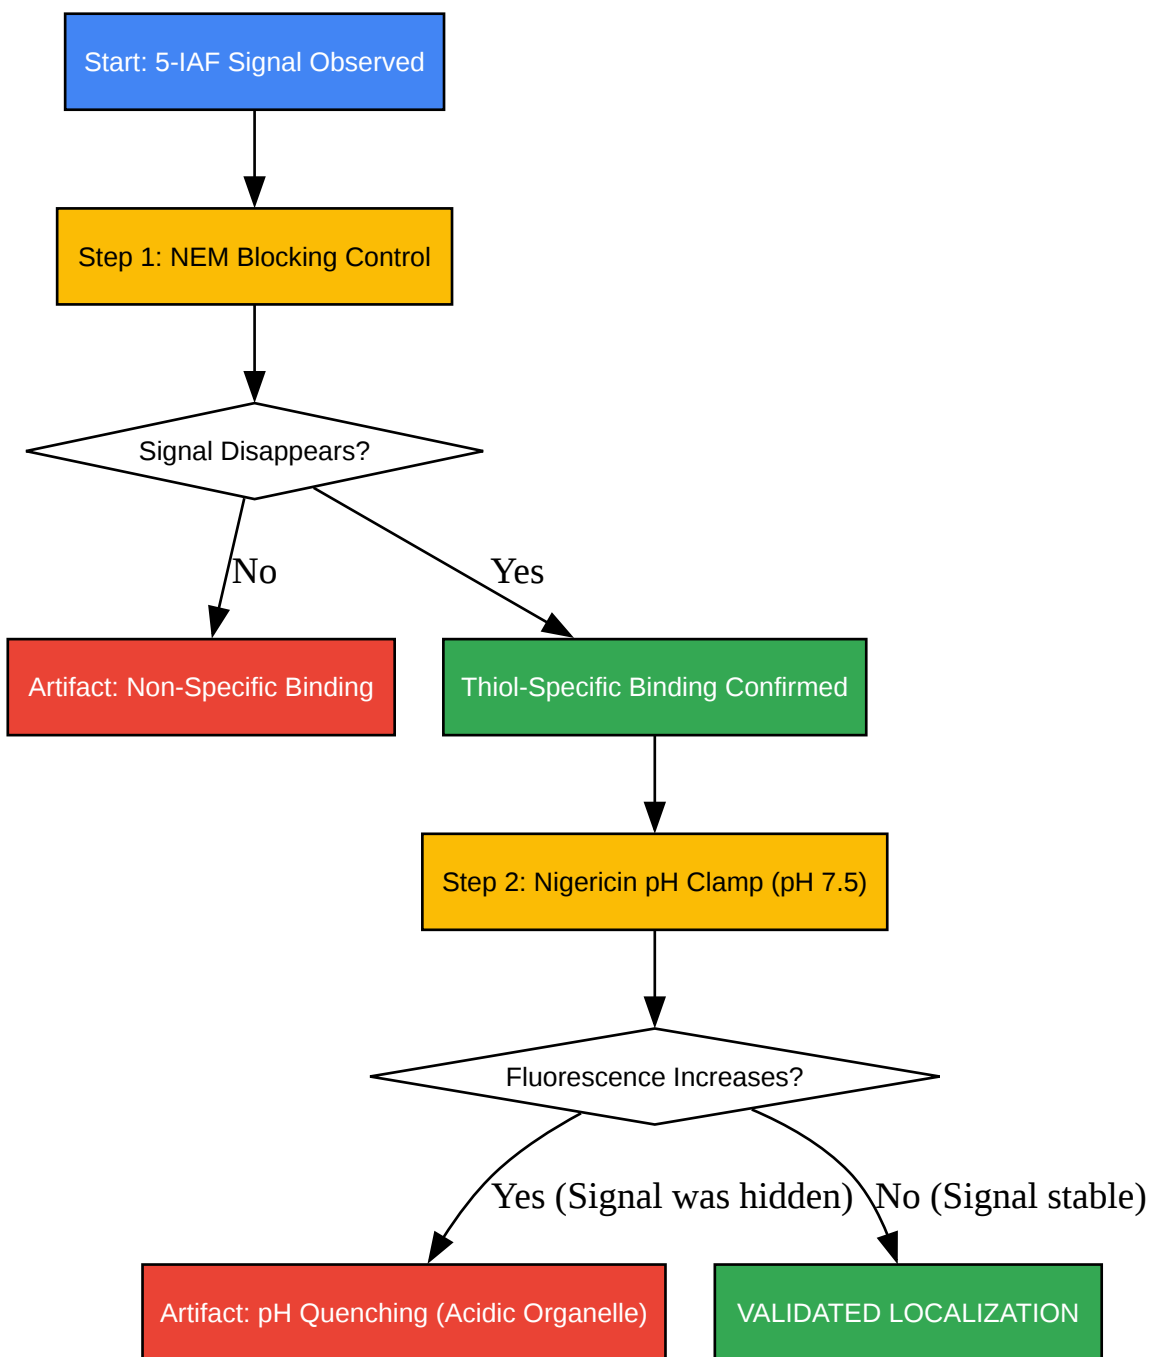 Start: 5-IAF Signal Observed
Step 1: NEM Blocking Control
Signal Disappears?
No
Yes
Artifact: Non-Specific Binding
Thiol-Specific Binding Confirmed
Step 2: Nigericin pH Clamp (pH 7.5)
Fluorescence Increases?
Yes (Signal was hidden)
No (Signal stable)
Artifact: pH Quenching (Acidic Organelle)
VALIDATED LOCALIZATION